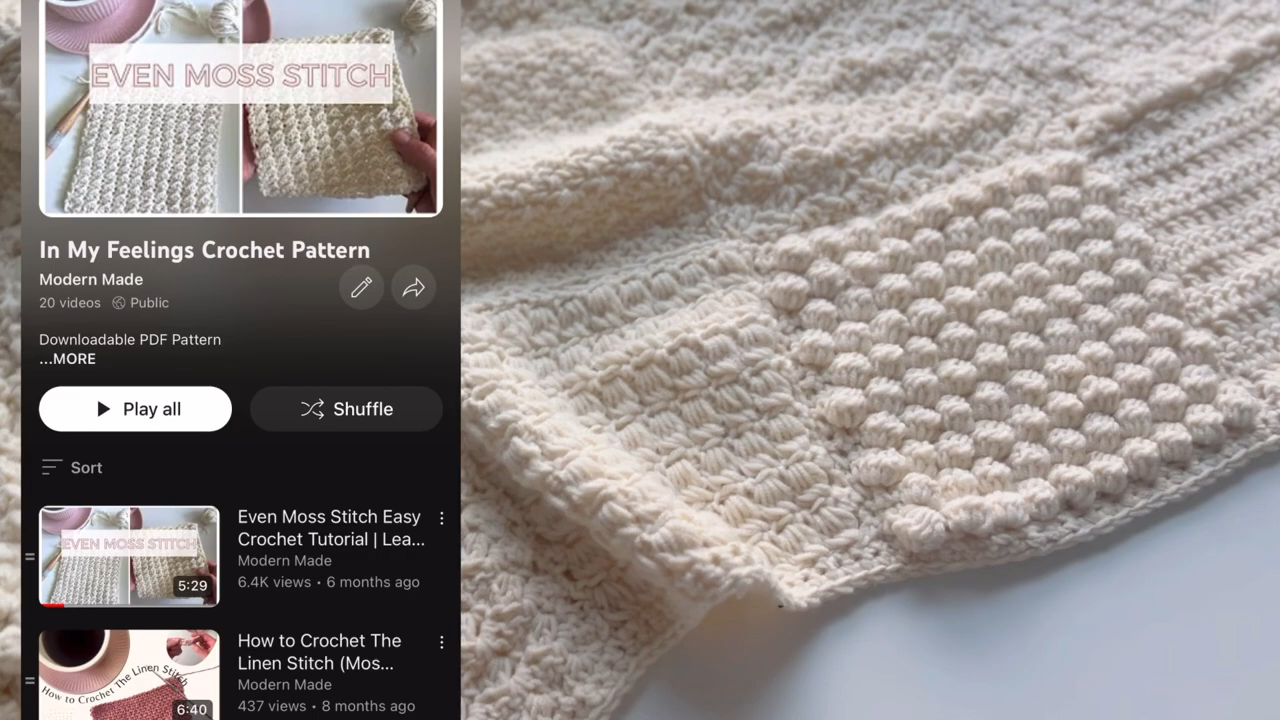 EVEN MOSS STITCH
In My Feelings Crochet Pattern
Modern Made
20 videos Public
Downloadable PDF Pattern
...MORE
Play all
Shuffle
Sort
EVEN MOSS STITCH
5:29
Even Moss Stitch Easy
Crochet Tutorial | Lea...
Modern Made
6.4K views • 6 months ago
How to Crochet The Linen Stitch
6:40
How to Crochet The
Linen Stitch (Mos...
Modern Made
437 views • 8 months ago